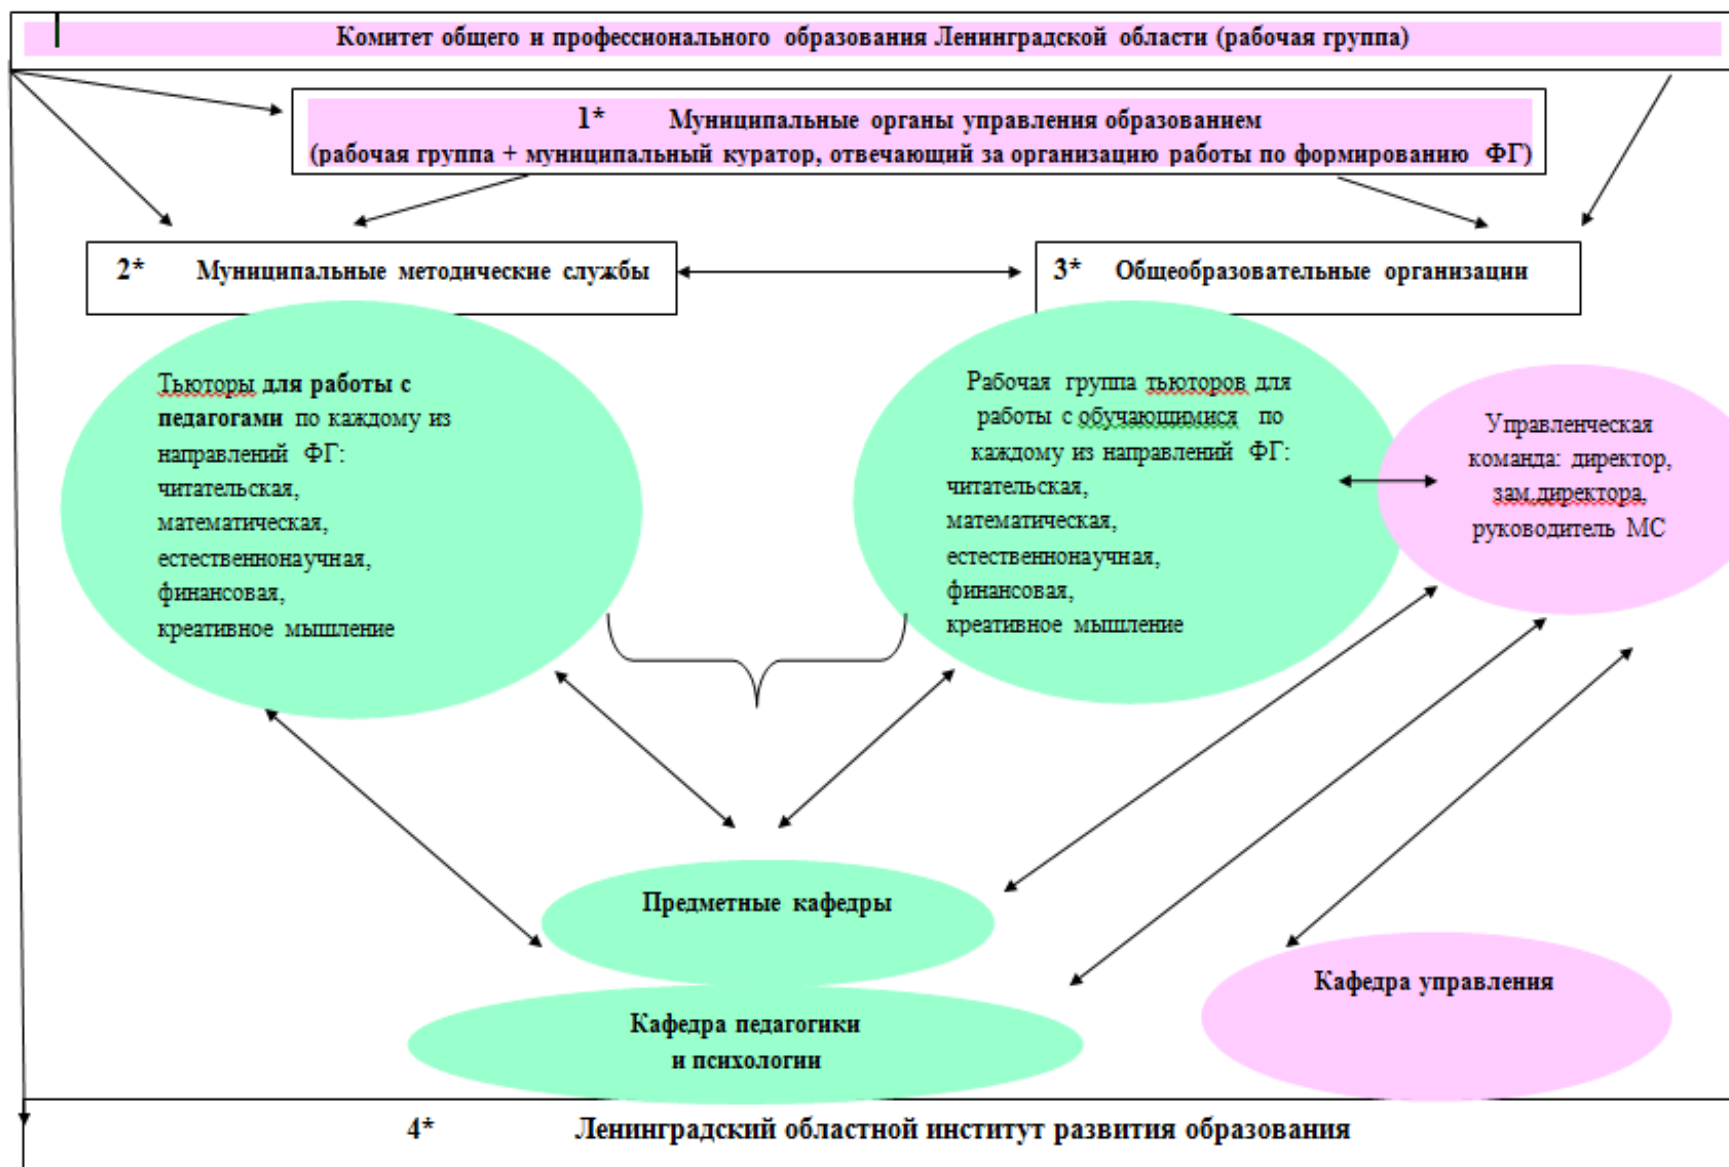 Комитет общего и профессионального образования Ленинградской области (рабочая группа)
1* Муниципальные органы управления образованием
(рабочая группа + муниципальный куратор, отвечающий за организацию работы по формированию ФГ)
2* Муниципальные методические службы
3* Общеобразовательные организации
Тьюторы для работы с
педагогами по каждому из
направлений ФГ:
читательская,
математическая,
естественнонаучная,
финансовая,
креативное мышление
Рабочая группа тьюторов для
работы с обучающимися по
каждому из направлений ФГ:
читательская,
математическая,
естественнонаучная,
финансовая,
креативное мышление
Управленческая
команда: директор,
зам.директора,
руководитель МС
Предметные кафедры
Кафедра педагогики
и психологии
Кафедра управления
4* Ленинградский областной институт развития образования